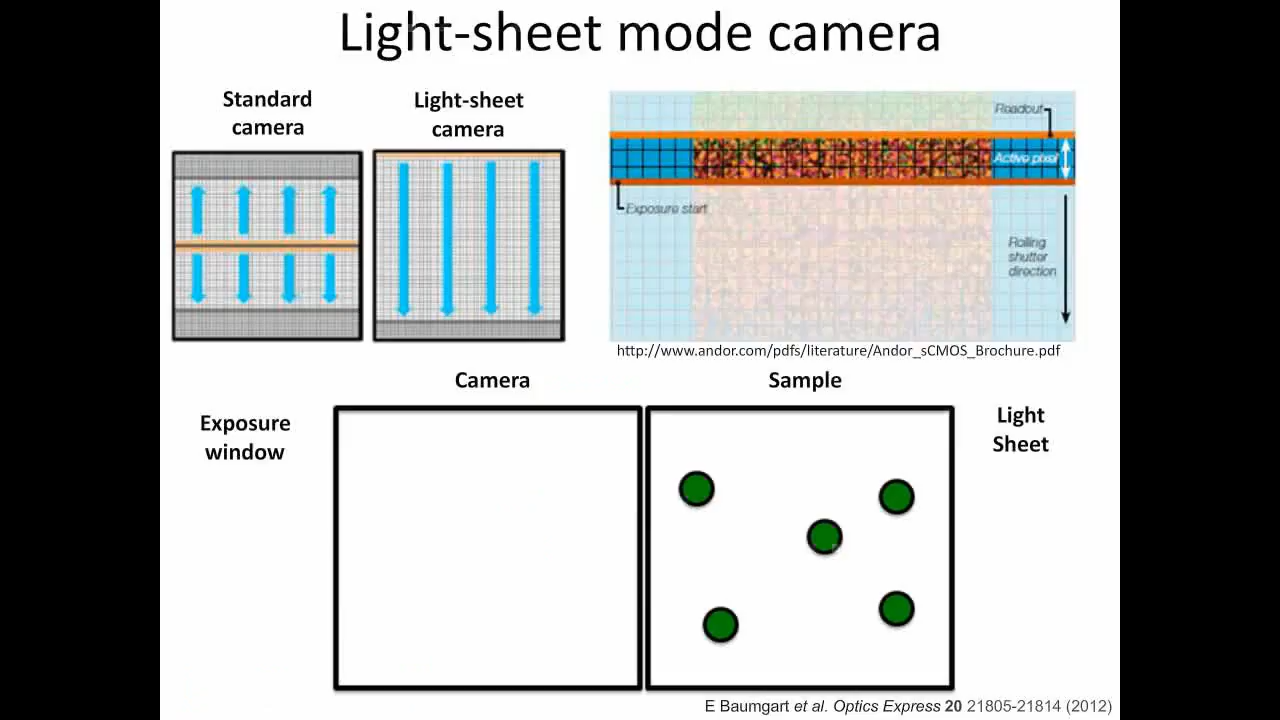 Light-sheet mode camera
Standard
camera
Light-sheet
camera
Readout
Active pixel
Exposure start
Rolling
shutter
direction
http://www.andor.com/pdfs/literature/Andor_sCMOS_Brochure.pdf
Camera
Sample
Exposure
window
Light
Sheet
E Baumgart et al. Optics Express 20 21805-21814 (2012)